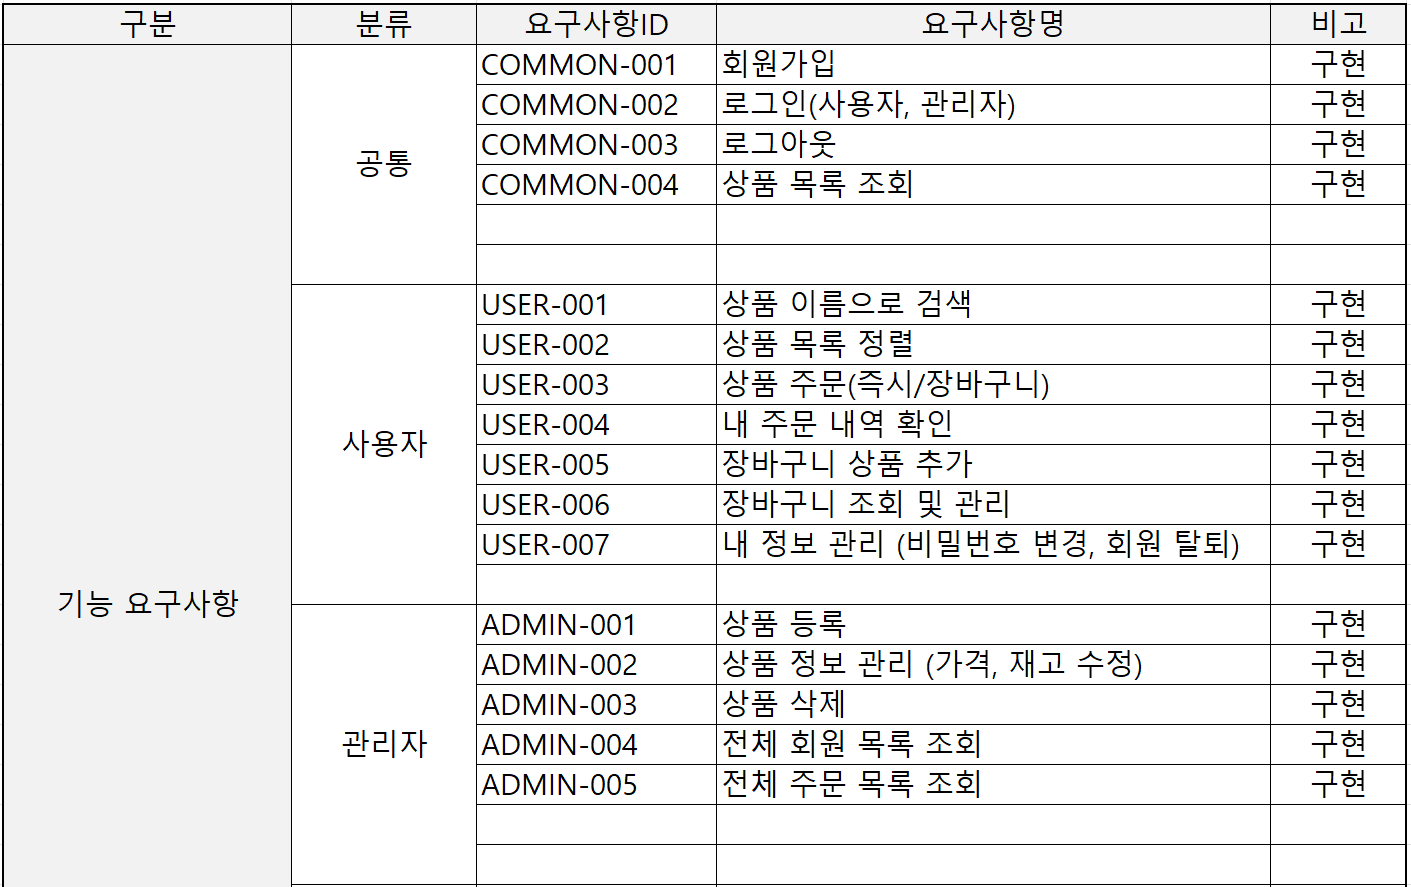 구분 분류 요구사항ID 요구사항명 비고
기능 요구사항
공통
COMMON-001 회원가입 구현
COMMON-002 로그인(사용자, 관리자) 구현
COMMON-003 로그아웃 구현
COMMON-004 상품 목록 조회 구현
사용자
USER-001 상품 이름으로 검색 구현
USER-002 상품 목록 정렬 구현
USER-003 상품 주문(즉시/장바구니) 구현
USER-004 내 주문 내역 확인 구현
USER-005 장바구니 상품 추가 구현
USER-006 장바구니 조회 및 관리 구현
USER-007 내 정보 관리 (비밀번호 변경, 회원 탈퇴) 구현
관리자
ADMIN-001 상품 등록 구현
ADMIN-002 상품 정보 관리 (가격, 재고 수정) 구현
ADMIN-003 상품 삭제 구현
ADMIN-004 전체 회원 목록 조회 구현
ADMIN-005 전체 주문 목록 조회 구현